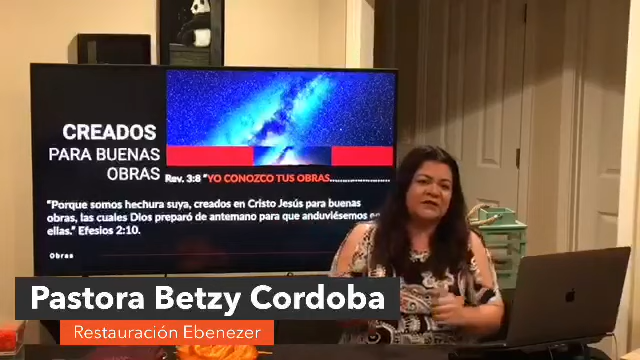 CREADOS
PARA BUENAS
OBRAS
Rev. 3:8 "YO CONOZCO TUS OBRAS
"Porque somos hechura suya, creados en Cristo Jesús para buenas
obras, las cuales Dios preparó de antemano para que anduviésemos en
ellas." Efesios 2:10.
Obras
Pastora Betzy Cordoba
Restauración Ebenezer